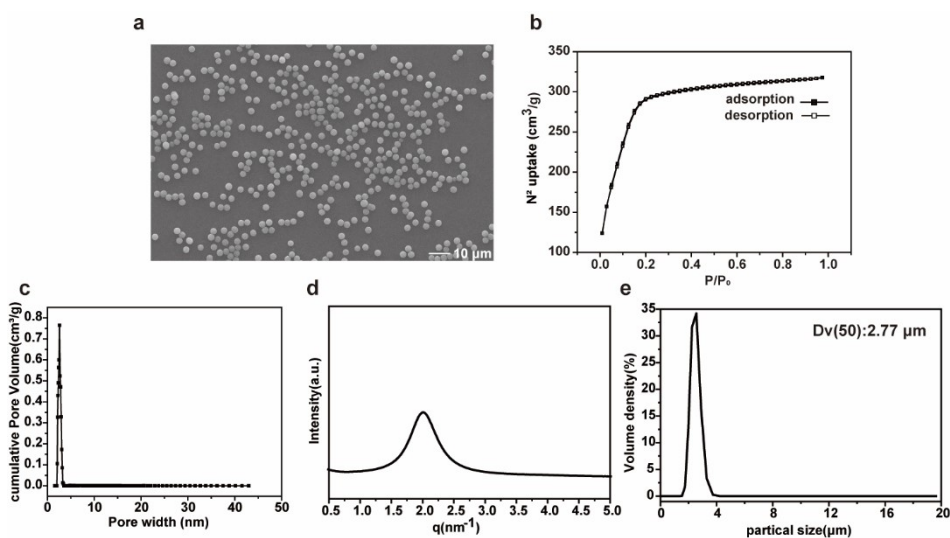 a
10 µm
b
N² uptake (cm³/g)
350
300
250
200
150
100
adsorption
desorption
0.0 0.2 0.4 0.6 0.8 1.0
P/P₀
c
cumulative Pore Volume(cm³/g)
0.8
0.7
0.6
0.5
0.4
0.3
0.2
0.1
0.0
0 10 20 30 40 50
Pore width (nm)
d
Intensity(a.u.)
0.5 1.0 1.5 2.0 2.5 3.0 3.5 4.0 4.5 5.0
q(nm⁻¹)
e
Volume density(%)
35
30
25
20
15
10
5
0
Dv(50):2.77 µm
0 4 8 12 16 20
partical size(µm)